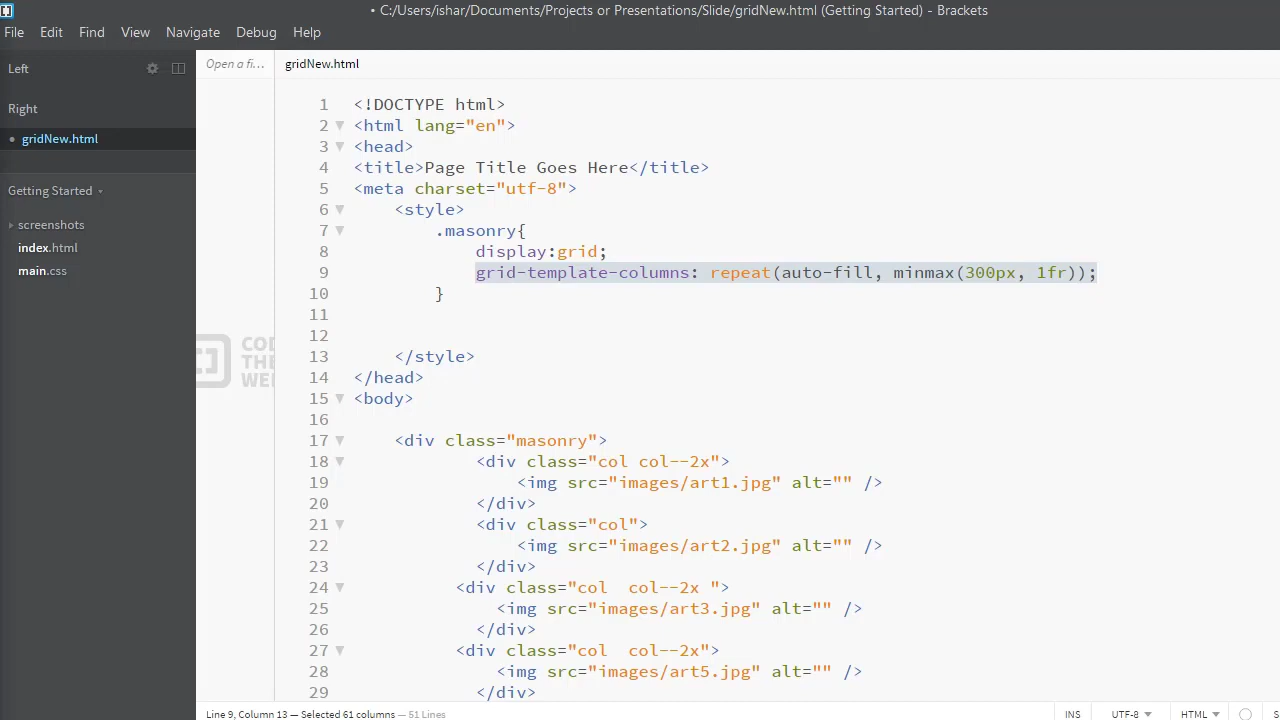 • C:/Users/ishar/Documents/Projects or Presentations/Slide/gridNew.html (Getting Started) - Brackets
File Edit Find View Navigate Debug Help
Left
Right
• gridNew.html
Getting Started
screenshots
index.html
main.css
Open a fi...
gridNew.html
COD
THE
WE
1 <!DOCTYPE html>
2 <html lang="en">
3 <head>
4 <title>Page Title Goes Here</title>
5 <meta charset="utf-8">
6 <style>
7 .masonry{
8 display:grid;
9 grid-template-columns: repeat(auto-fill, minmax(300px, 1fr));
10 }
11
12
13 </style>
14 </head>
15 <body>
16
17 <div class="masonry">
18 <div class="col col--2x">
19 <img src="images/art1.jpg" alt="" />
20 </div>
21 <div class="col">
22 <img src="images/art2.jpg" alt="" />
23 </div>
24 <div class="col  col--2x ">
25 <img src="images/art3.jpg" alt="" />
26 </div>
27 <div class="col  col--2x">
28 <img src="images/art5.jpg" alt="" />
29 </div>
Line 9, Column 13 — Selected 61 columns — 51 Lines
INS UTF-8 HTML S